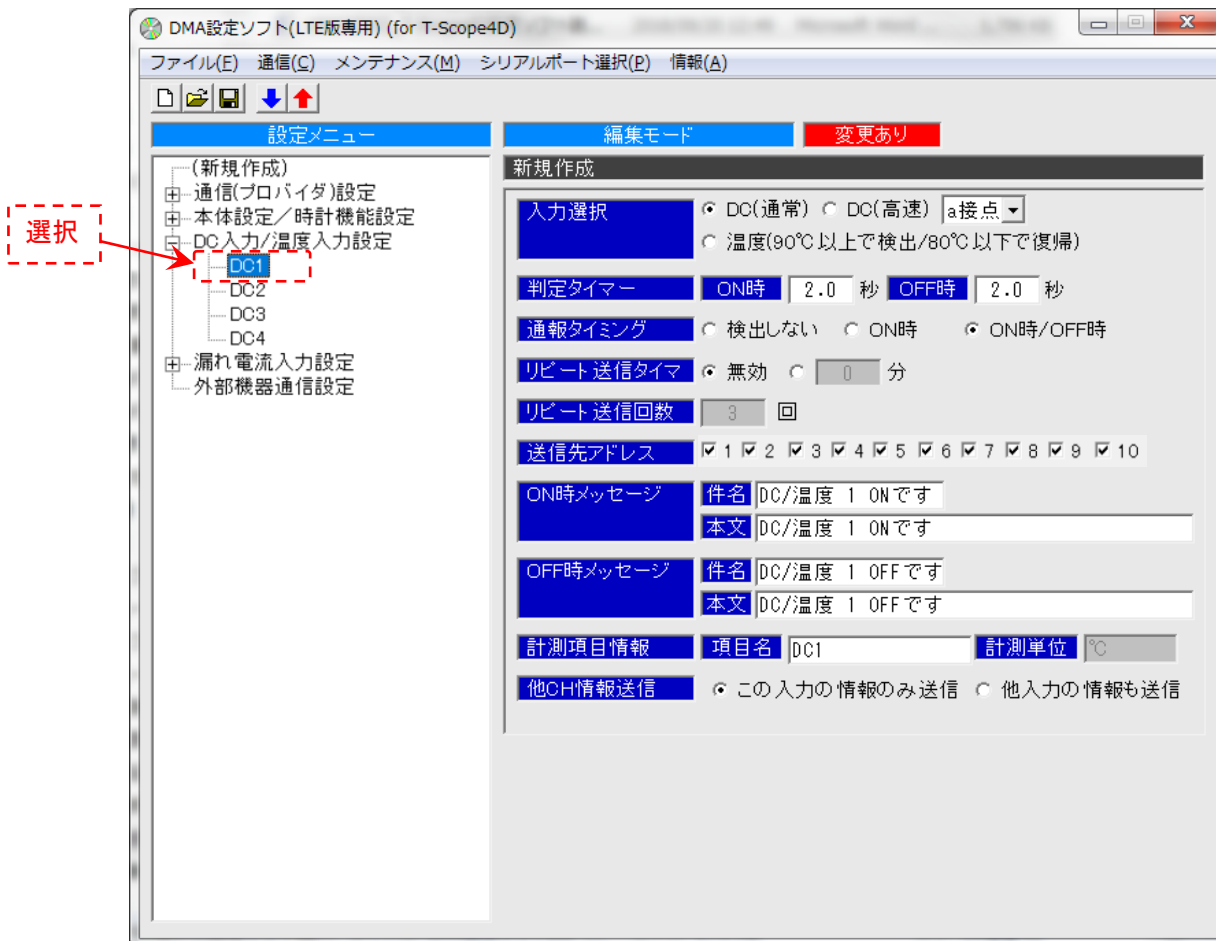 DMA設定ソフト(LTE版専用) (for T-Scope4D)
ファイル(F) 通信(C) メンテナンス(M) シリアルポート選択(P) 情報(A)
設定メニュー
編集モード
変更あり
(新規作成)
通信(プロバイダ)設定
本体設定/時計機能設定
DC入力/温度入力設定
DC1
DC2
DC3
DC4
漏れ電流入力設定
外部機器通信設定
選択
新規作成
入力選択 DC(通常) DC(高速) a接点
温度(90℃以上で検出/80℃以下で復帰)
判定タイマー ON時 2.0 秒 OFF時 2.0 秒
通報タイミング 検出しない ON時 ON時/OFF時
リピート送信タイマ 無効 0 分
リピート送信回数 3 回
送信先アドレス 1 2 3 4 5 6 7 8 9 10
ON時メッセージ 件名 DC/温度 1 ONです
本文 DC/温度 1 ONです
OFF時メッセージ 件名 DC/温度 1 OFFです
本文 DC/温度 1 OFFです
計測項目情報 項目名 DC1 計測単位 ℃
他CH情報送信 この入力の情報のみ送信 他入力の情報も送信